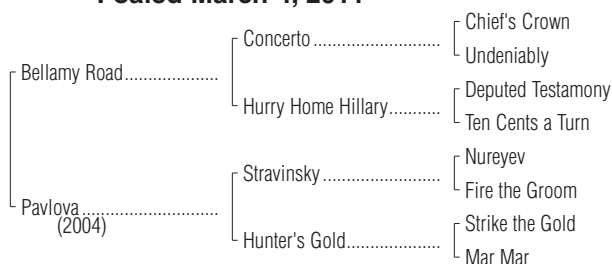 Foaled March 4, 2011
Chief's Crown
Concerto
Undeniably
Bellamy Road
Deputed Testamony
Hurry Home Hillary
Ten Cents a Turn
Nureyev
Stravinsky
Fire the Groom
Pavlova
(2004)
Strike the Gold
Hunter's Gold
Mar Mar